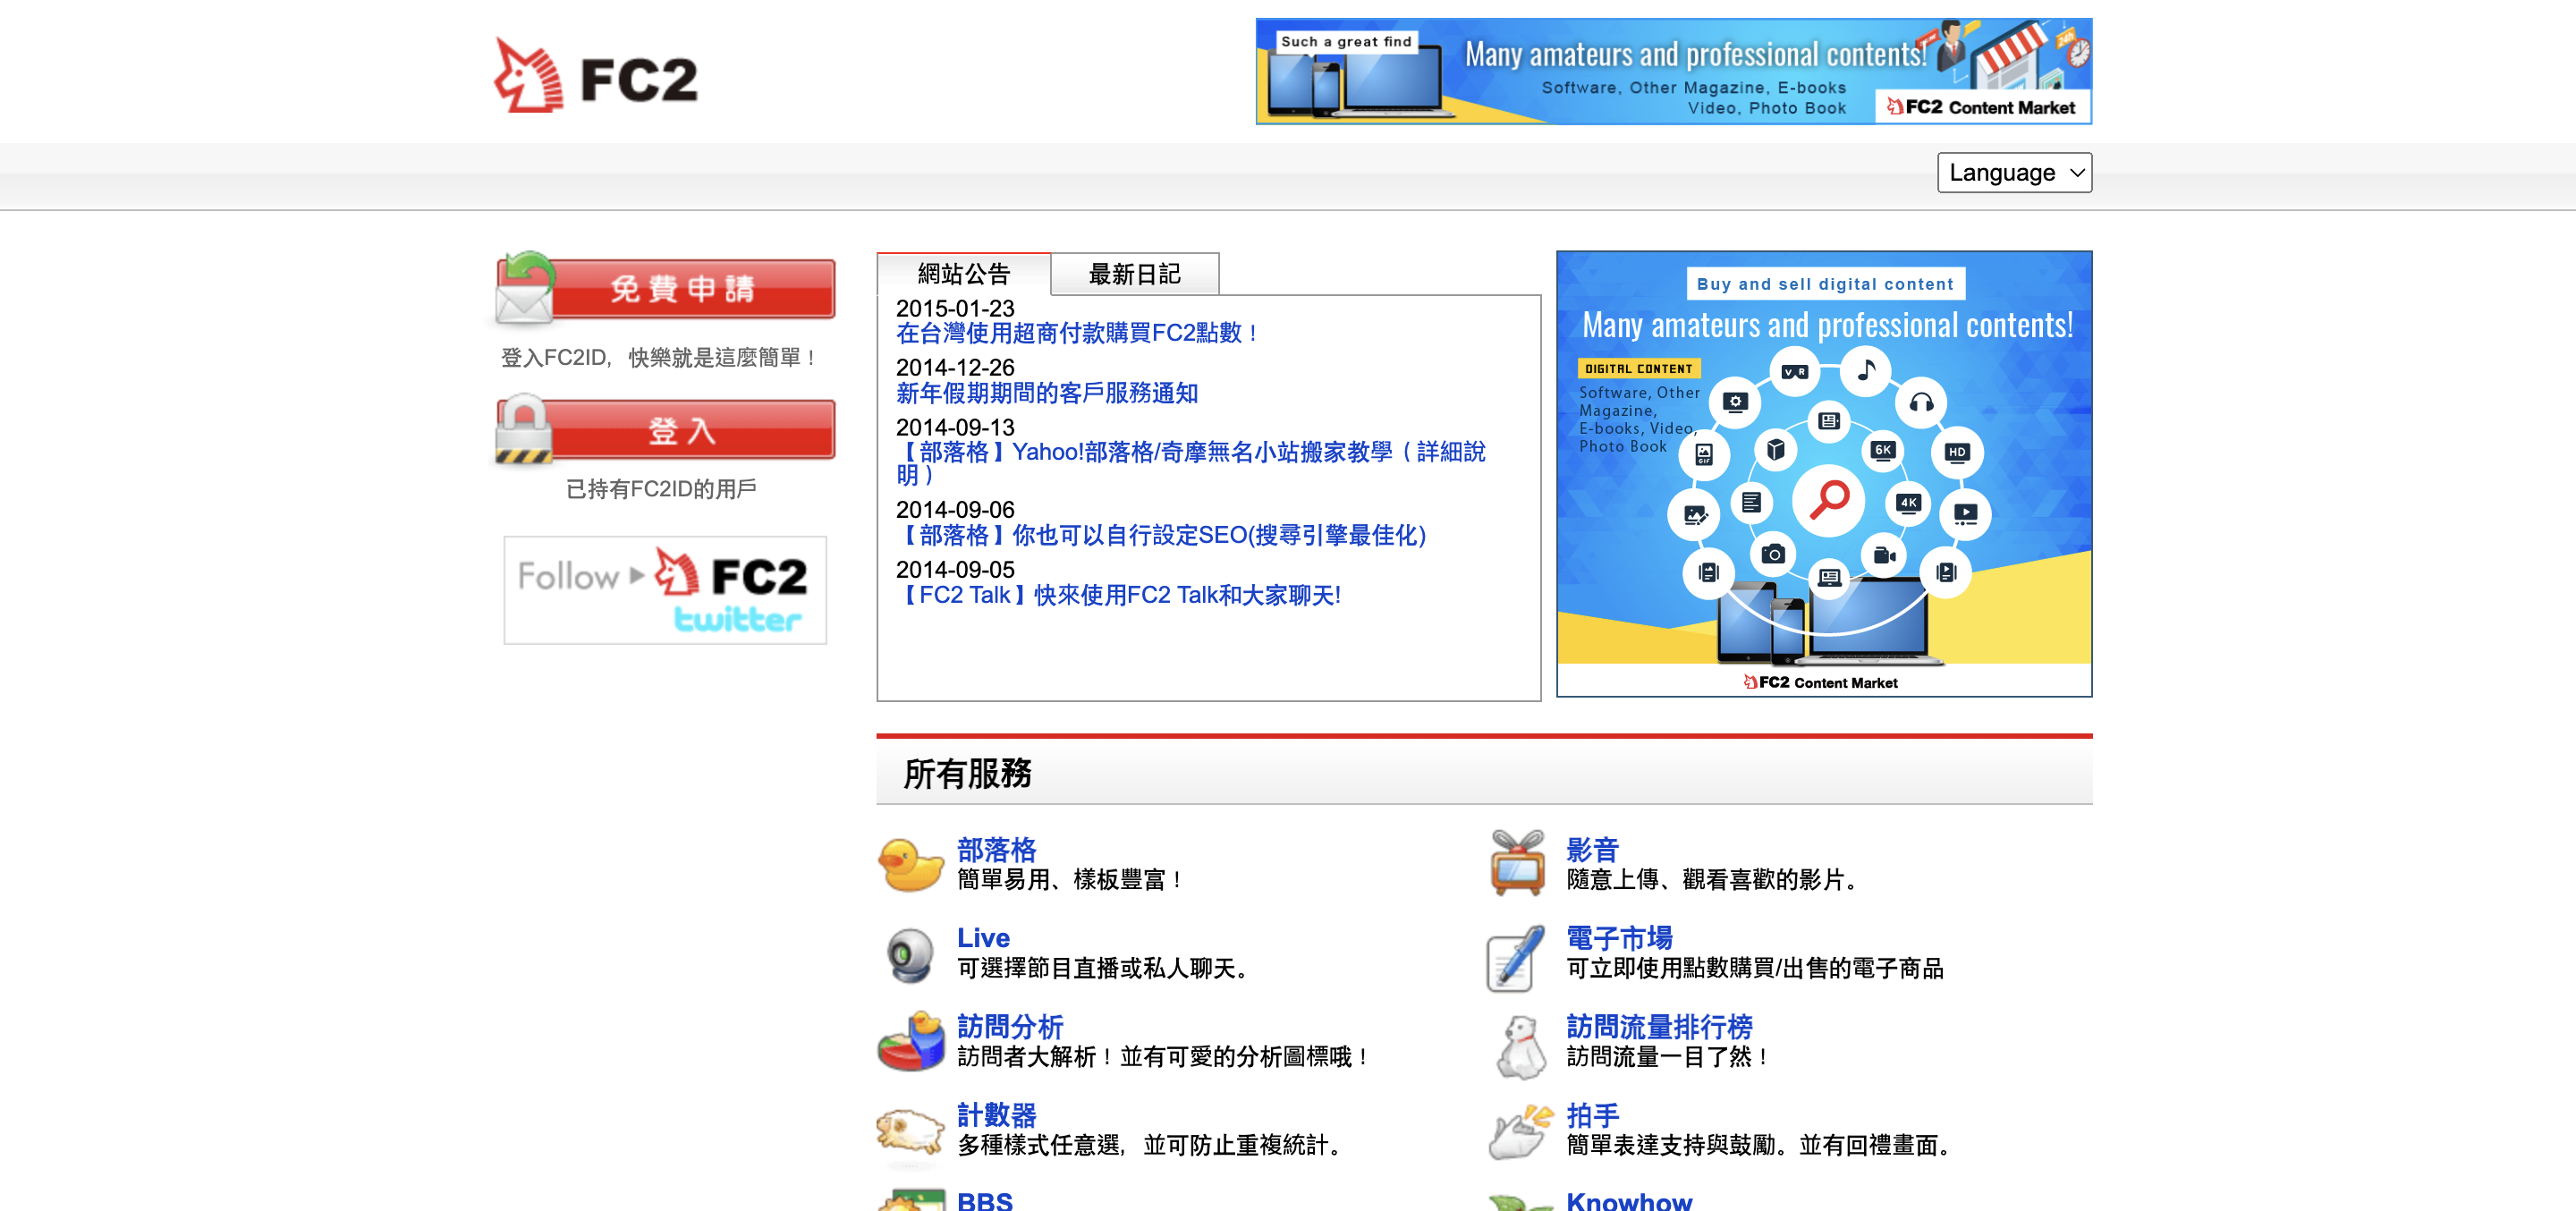 FC2
Such a great find
Many amateurs and professional contents!
Software, Other Magazine, E-books
Video, Photo Book
FC2 Content Market
Language
免費申請
登入FC2ID，快樂就是這麼簡單！
登入
已持有FC2ID的用戶
Follow FC2
twitter
網站公告
最新日記
2015-01-23
在台灣使用超商付款購買FC2點數！
2014-12-26
新年假期期間的客戶服務通知
2014-09-13
【部落格】Yahoo!部落格/奇摩無名小站搬家教學（詳細說
明）
2014-09-06
【部落格】你也可以自行設定SEO(搜尋引擎最佳化)
2014-09-05
【FC2 Talk】快來使用FC2 Talk和大家聊天!
Buy and sell digital content
Many amateurs and professional contents!
DIGITAL CONTENT
Software, Other
Magazine,
E-books, Video,
Photo Book
VR
6K
HD
GIF
4K
FC2 Content Market
所有服務
部落格
簡單易用、樣板豐富！
影音
隨意上傳、觀看喜歡的影片。
Live
可選擇節目直播或私人聊天。
電子市場
可立即使用點數購買/出售的電子商品
訪問分析
訪問者大解析！並有可愛的分析圖標哦！
訪問流量排行榜
訪問流量一目了然！
計數器
多種樣式任意選，並可防止重複統計。
拍手
簡單表達支持與鼓勵。並有回禮畫面。
BBS
Knowhow